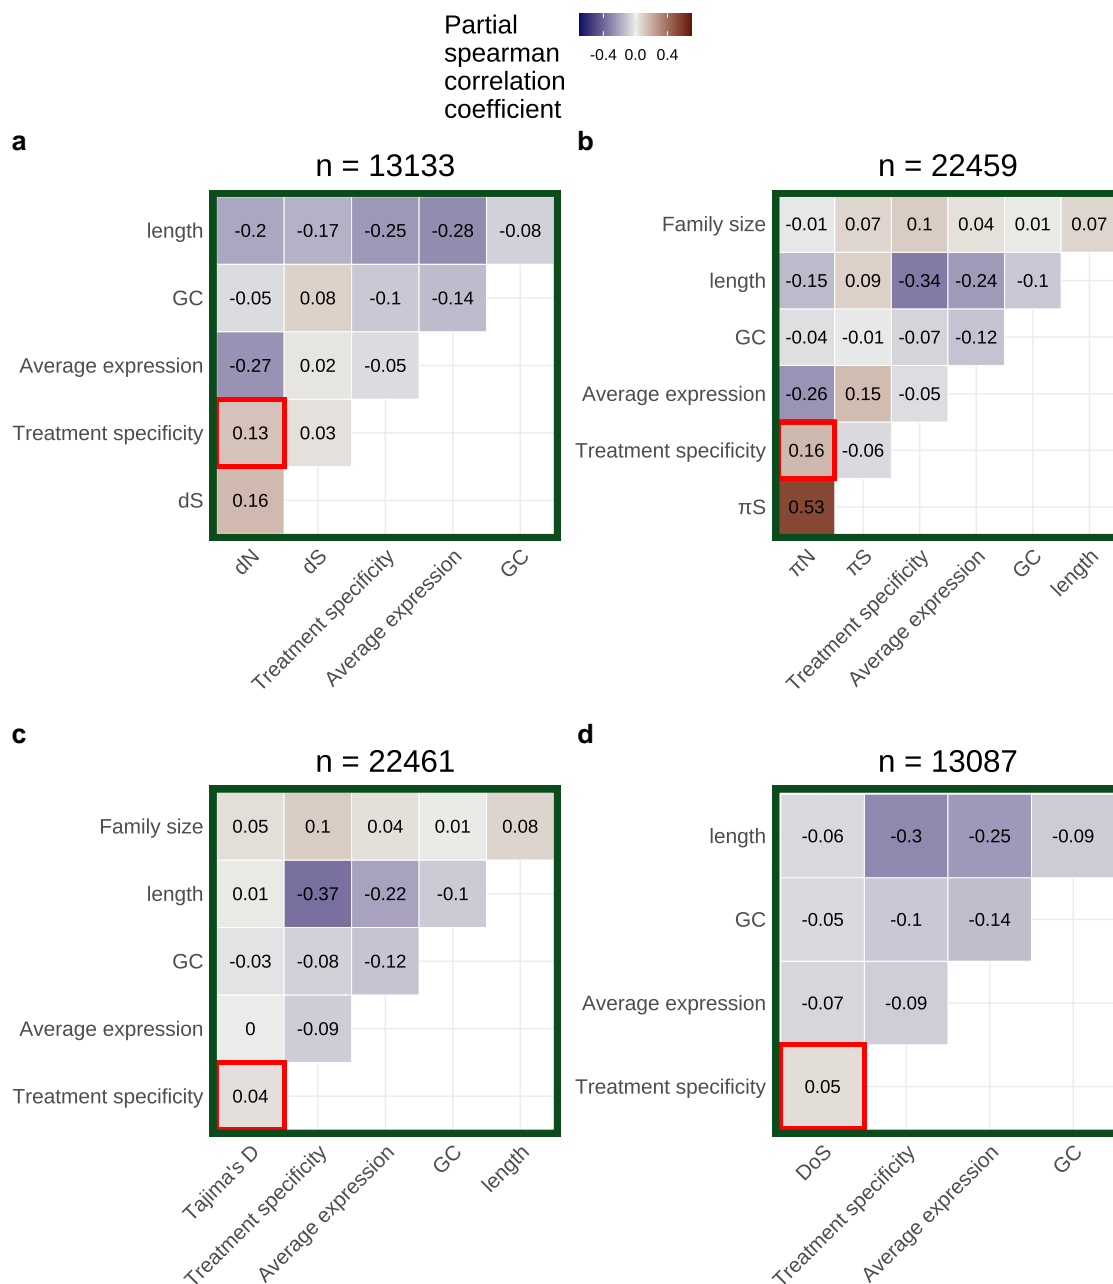 Partial
spearman
correlation
coefficient
-0.4 0.0 0.4
a
n = 13133
length -0.2 -0.17 -0.25 -0.28 -0.08
GC -0.05 0.08 -0.1 -0.14
Average expression -0.27 0.02 -0.05
Treatment specificity 0.13 0.03
dS 0.16
dN dS Treatment specificity Average expression GC
b
n = 22459
Family size -0.01 0.07 0.1 0.04 0.01 0.07
length -0.15 0.09 -0.34 -0.24 -0.1
GC -0.04 -0.01 -0.07 -0.12
Average expression -0.26 0.15 -0.05
Treatment specificity 0.16 -0.06
πS 0.53
πN πS Treatment specificity Average expression GC length
c
n = 22461
Family size 0.05 0.1 0.04 0.01 0.08
length 0.01 -0.37 -0.22 -0.1
GC -0.03 -0.08 -0.12
Average expression 0 -0.09
Treatment specificity 0.04
Tajima's D Treatment specificity Average expression GC length
d
n = 13087
length -0.06 -0.3 -0.25 -0.09
GC -0.05 -0.1 -0.14
Average expression -0.07 -0.09
Treatment specificity 0.05
DoS Treatment specificity Average expression GC